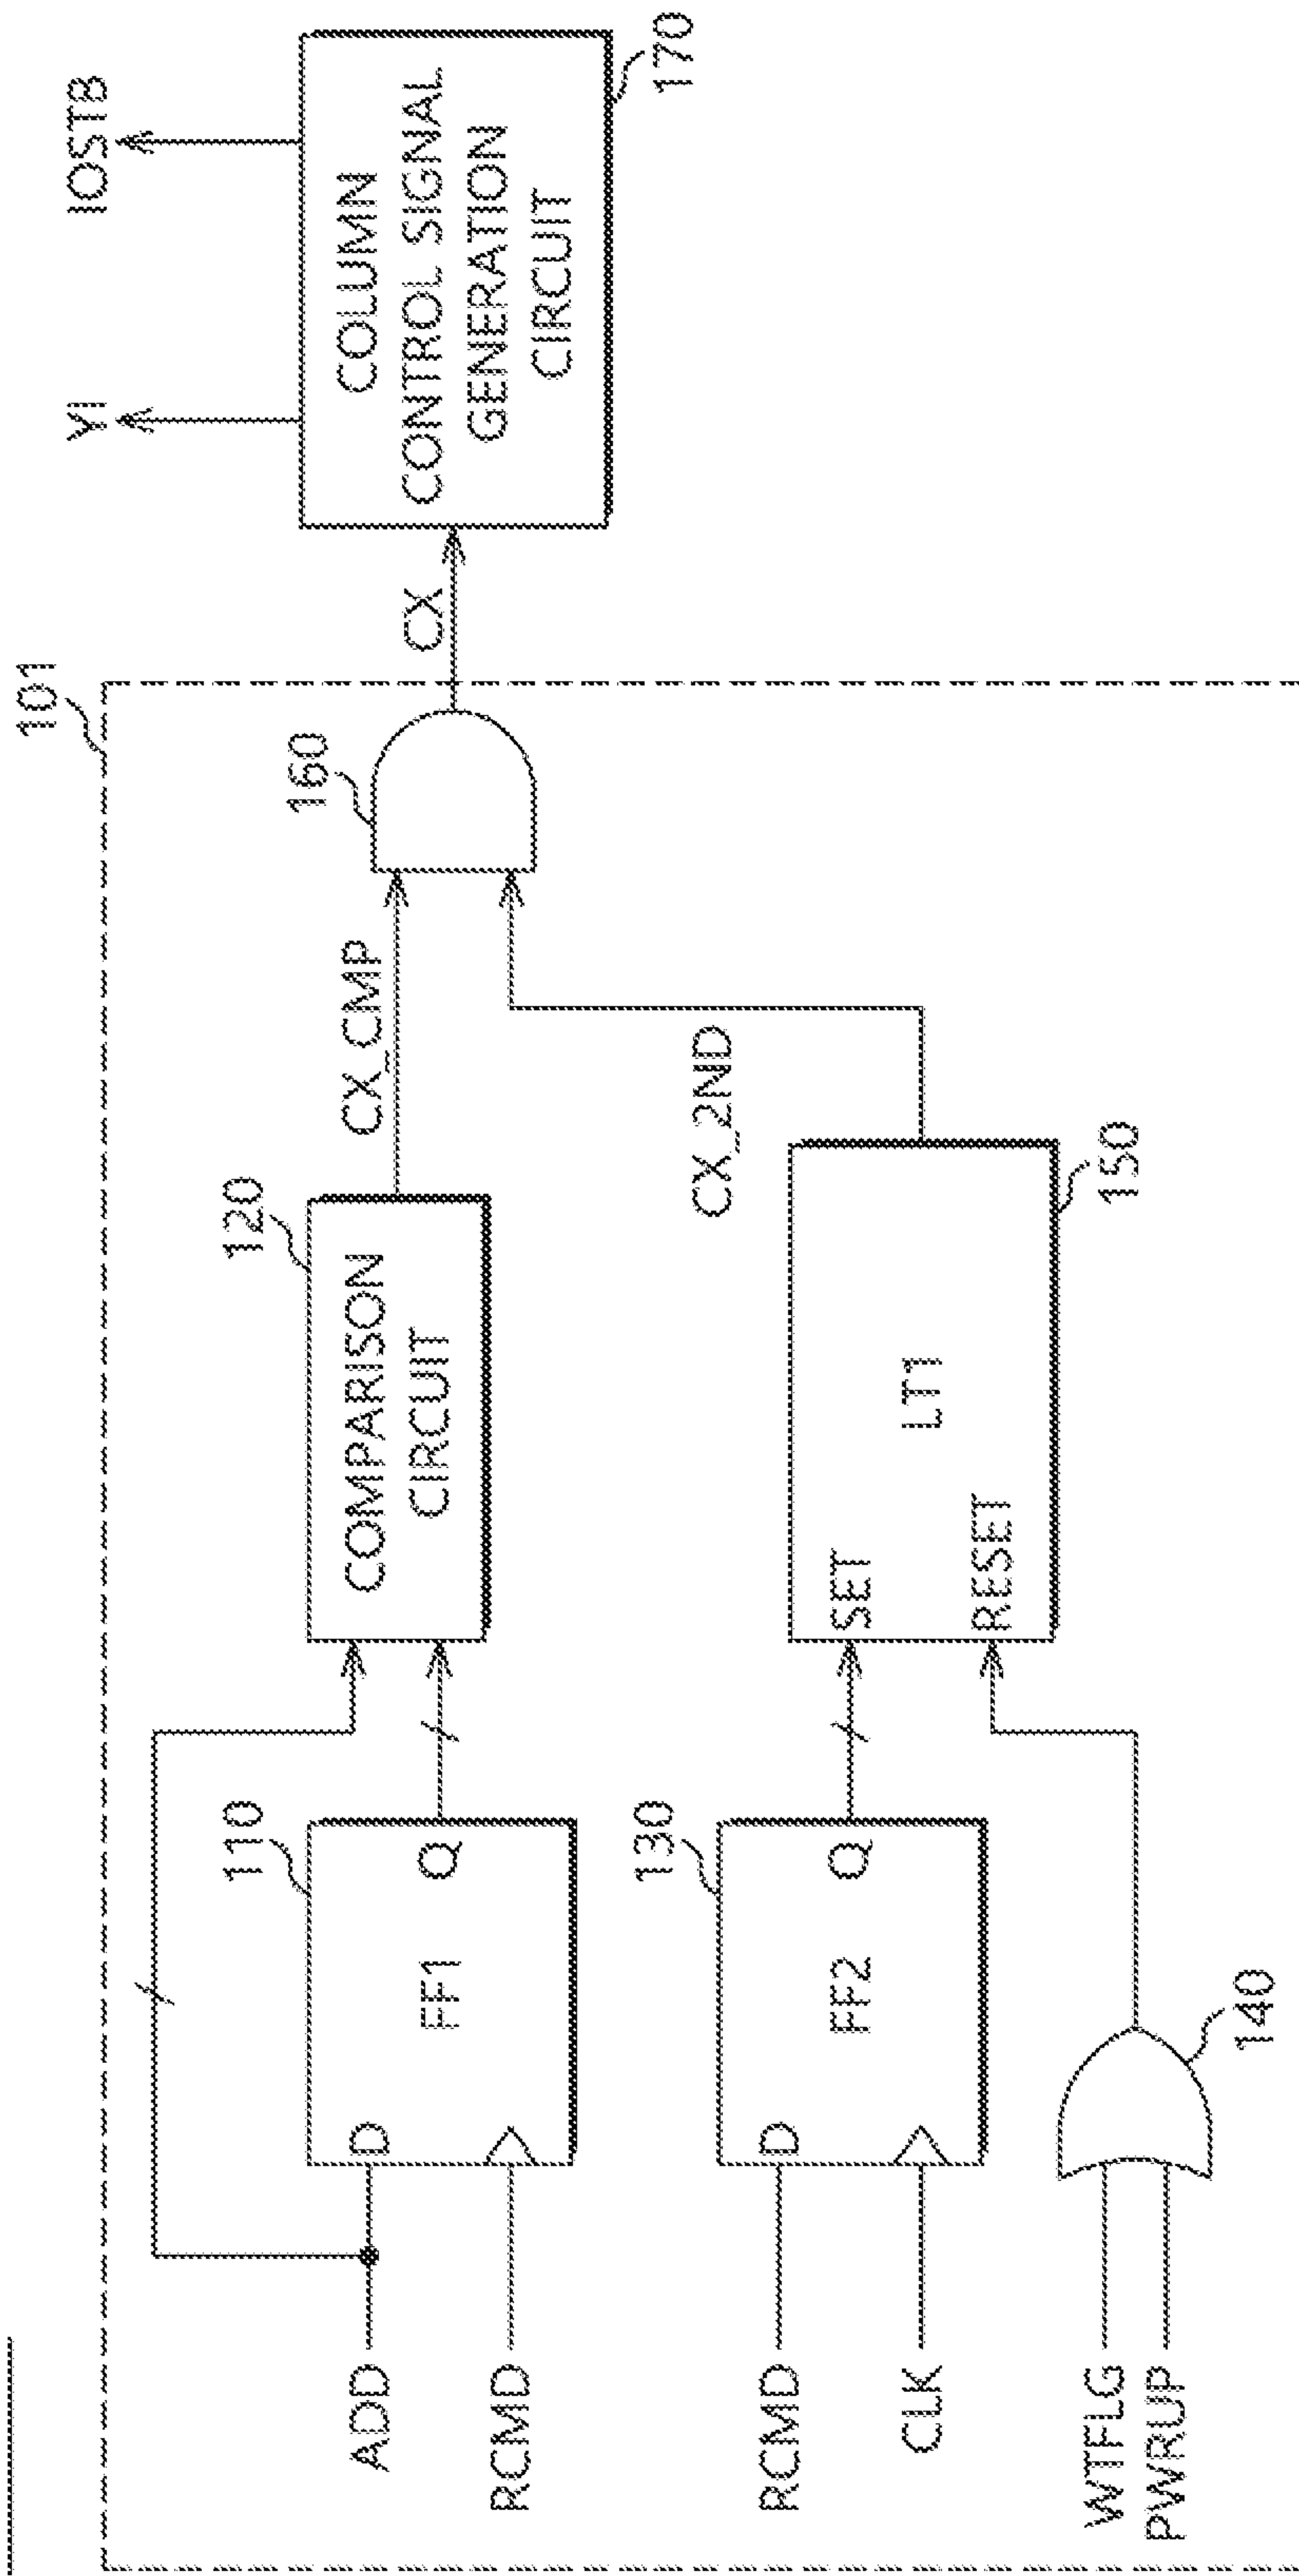 101
ADD
RCMD
D
FF1
Q
110
COMPARISON
CIRCUIT
120
CX_CMP
160
CX
COLUMN
CONTROL SIGNAL
GENERATION
CIRCUIT
170
YI
IOSTB
RCMD
CLK
D
FF2
Q
130
SET
RESET
LT1
150
CX_2ND
WTFLG
PWRUP
140